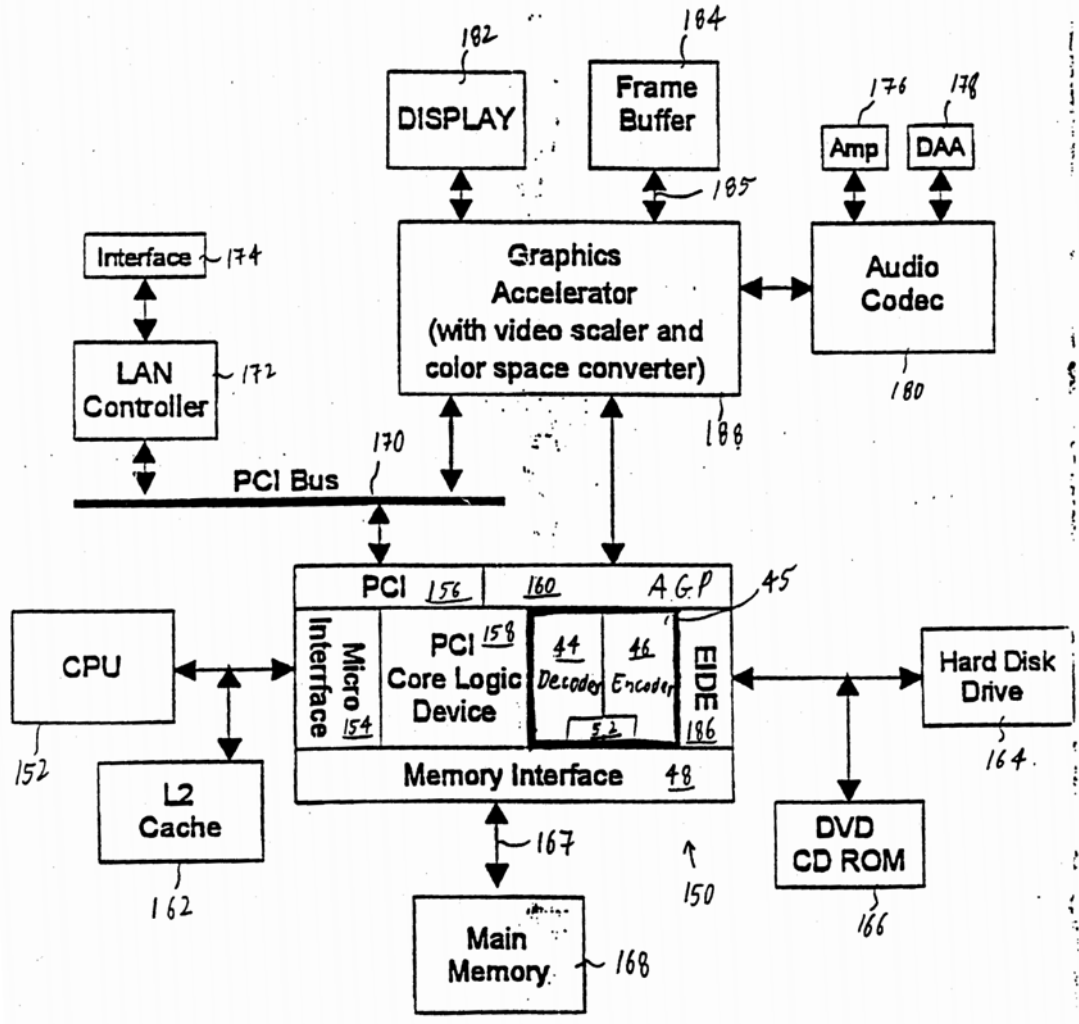 182
184
DISPLAY
Frame
Buffer
176
178
Amp
DAA
185
Interface
174
Graphics
Accelerator
(with video scaler and
color space converter)
Audio
Codec
LAN
Controller
172
180
188
170
PCI Bus
PCI 156
160 A.G.P
45
CPU
Micro
Interrface
154
PCI 158
Core Logic
Device
44
Decoder
46
Encoder
52
EIDE
186
Hard Disk
Drive
152
164.
L2
Cache
Memory Interface 48
DVD
CD ROM
167
150
162
166
Main
Memory
168